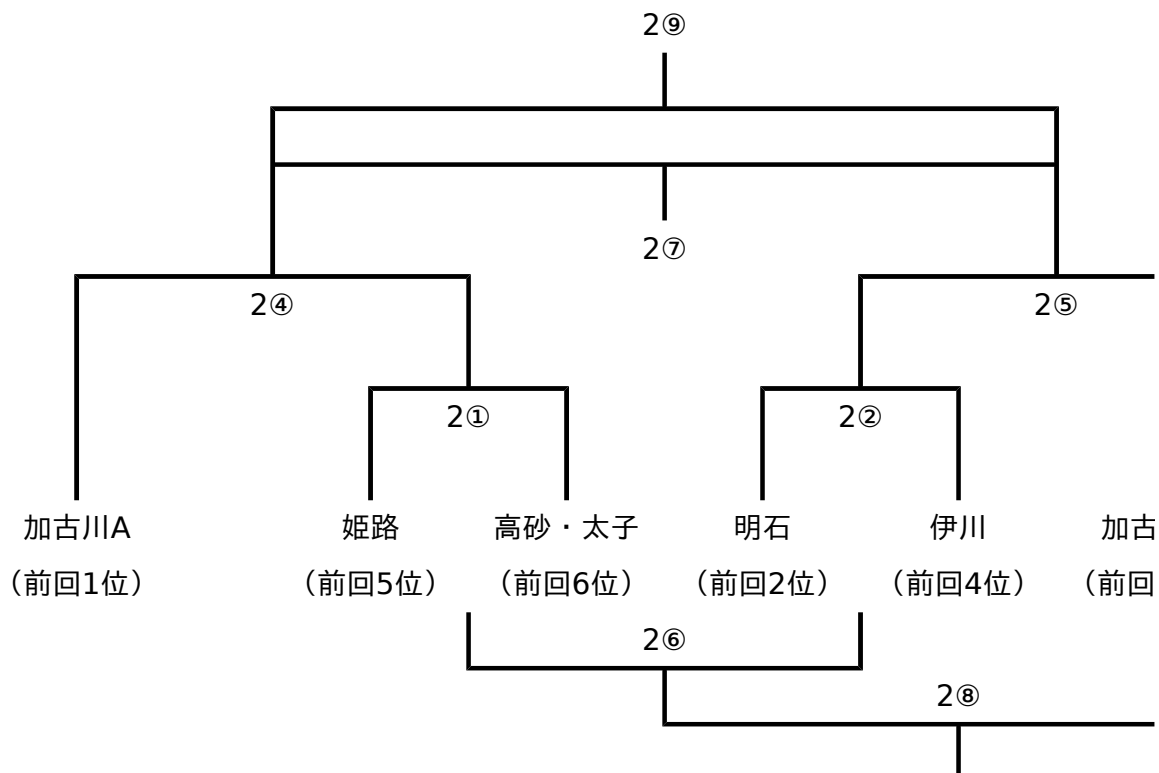 2⑨
2⑦
2④
2⑤
2①
2②
加古川A
姫路
高砂・太子
明石
伊川
加古
(前回1位)
(前回5位)
(前回6位)
(前回2位)
(前回4位)
(前回
2⑥
2⑧